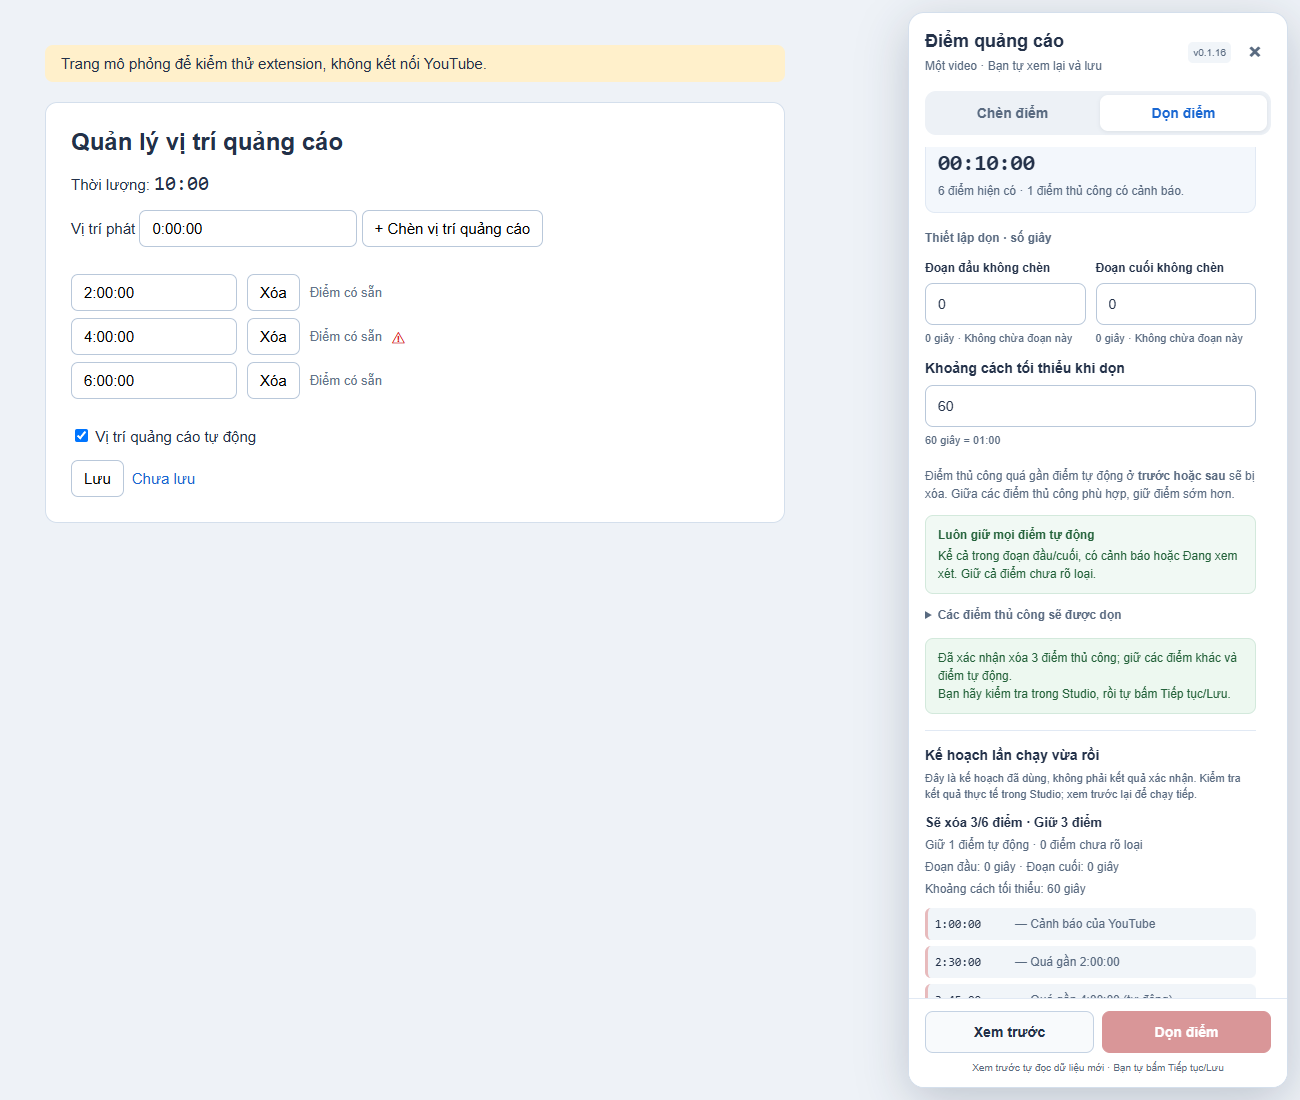 Trang mô phỏng để kiểm thử extension, không kết nối YouTube.
Quản lý vị trí quảng cáo
Thời lượng: 10:00
Vị trí phát 0:00:00 + Chèn vị trí quảng cáo
2:00:00 Xóa Điểm có sẵn
4:00:00 Xóa Điểm có sẵn
6:00:00 Xóa Điểm có sẵn
Vị trí quảng cáo tự động
Lưu Chưa lưu
Điểm quảng cáo
Một video · Bạn tự xem lại và lưu
v0.1.16
Chèn điểm Dọn điểm
00:10:00
6 điểm hiện có · 1 điểm thủ công có cảnh báo.
Thiết lập dọn · số giây
Đoạn đầu không chèn Đoạn cuối không chèn
0 0
0 giây · Không chừa đoạn này 0 giây · Không chừa đoạn này
Khoảng cách tối thiểu khi dọn
60
60 giây = 01:00
Điểm thủ công quá gần điểm tự động ở trước hoặc sau sẽ bị
xóa. Giữa các điểm thủ công phù hợp, giữ điểm sớm hơn.
Luôn giữ mọi điểm tự động
Kể cả trong đoạn đầu/cuối, có cảnh báo hoặc Đang xem
xét. Giữ cả điểm chưa rõ loại.
Các điểm thủ công sẽ được dọn
Đã xác nhận xóa 3 điểm thủ công; giữ các điểm khác và
điểm tự động.
Bạn hãy kiểm tra trong Studio, rồi tự bấm Tiếp tục/Lưu.
Kế hoạch lần chạy vừa rồi
Đây là kế hoạch đã dùng, không phải kết quả xác nhận. Kiểm tra
kết quả thực tế trong Studio; xem trước lại để chạy tiếp.
Sẽ xóa 3/6 điểm · Giữ 3 điểm
Giữ 1 điểm tự động · 0 điểm chưa rõ loại
Đoạn đầu: 0 giây · Đoạn cuối: 0 giây
Khoảng cách tối thiểu: 60 giây
1:00:00 — Cảnh báo của YouTube
2:30:00 — Quá gần 2:00:00
3:45:00 — Quá gần 4:00:00 (tự động)
Xem trước Dọn điểm
Xem trước tự đọc dữ liệu mới · Bạn tự bấm Tiếp tục/Lưu